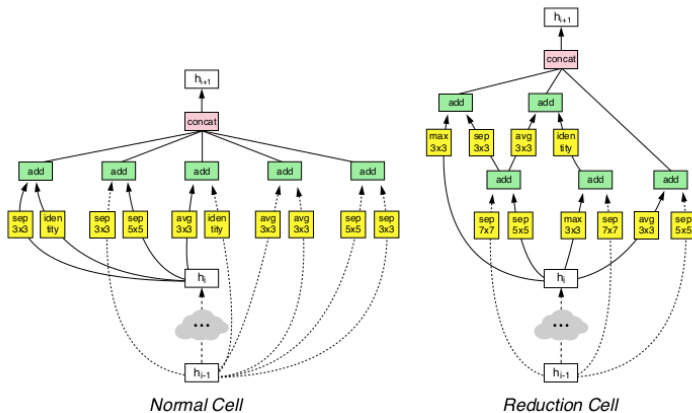 h_{i+1}
concat
add add add add add
sep 3x3
iden tity
sep 3x3
sep 5x5
avg 3x3
iden tity
avg 3x3
avg 3x3
sep 5x5
sep 3x3
h_i
...
h_{i-1}
Normal Cell
h_{i+1}
concat
add add
max 3x3
sep 3x3
avg 3x3
iden tity
add add add
sep 7x7
sep 5x5
max 3x3
sep 7x7
avg 3x3
sep 5x5
h_i
...
h_{i-1}
Reduction Cell